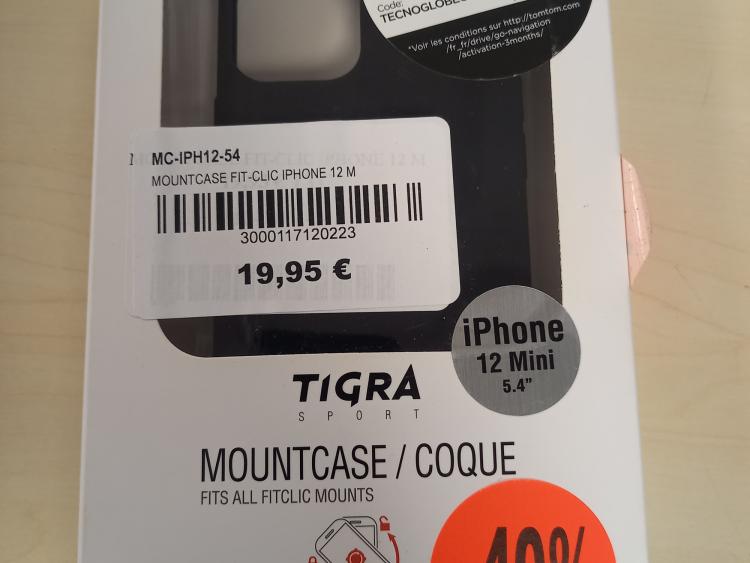 Code:
*Voir les conditions sur http://tomtom.com
/fr_fr/drive/go-navigation
/activation-3months/
MC-IPH12-54
MOUNTCASE FIT-CLIC IPHONE 12 M
3000117120223
19,95 €
iPhone
12 Mini
5.4"
TIGRA
SPORT
MOUNTCASE / COQUE
FITS ALL FITCLIC MOUNTS